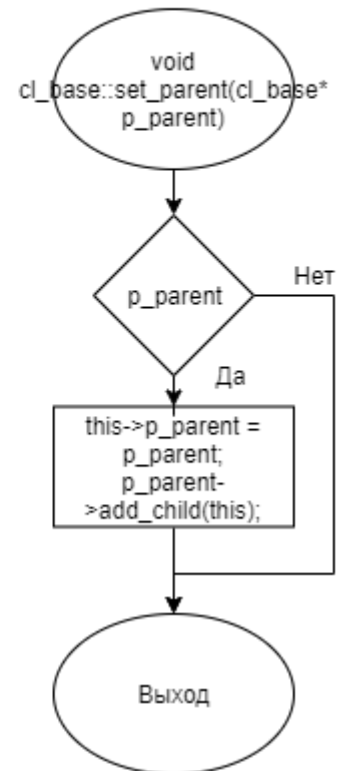 void
cl_base::set_parent(cl_base*
p_parent)
p_parent
Нет
Да
this->p_parent =
p_parent;
p_parent-
>add_child(this);
Выход